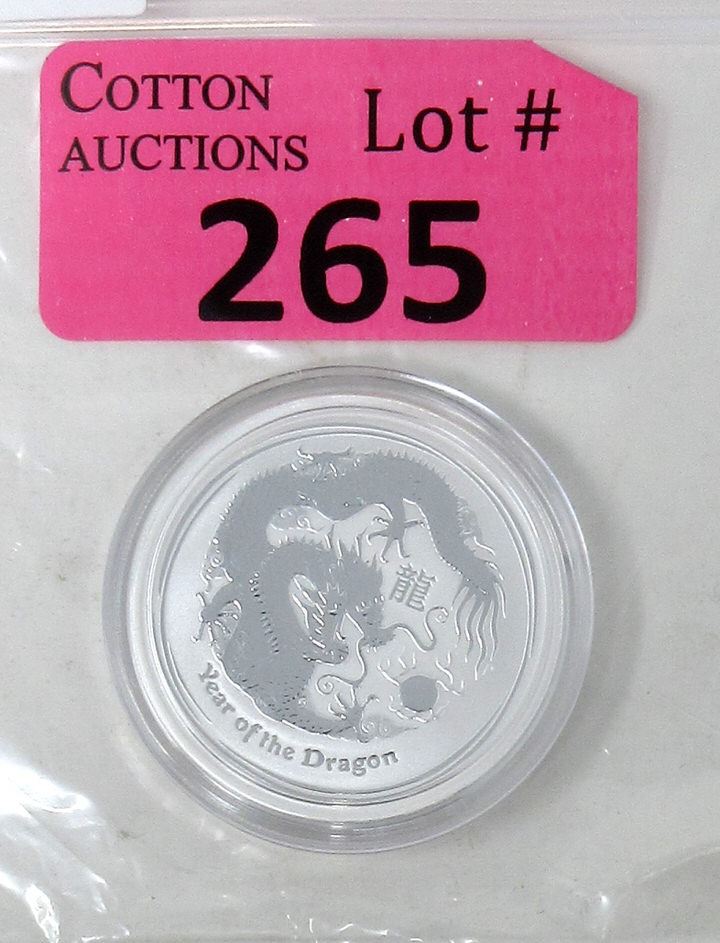 COTTON
AUCTIONS
Lot #
265
龍
Year of the Dragon